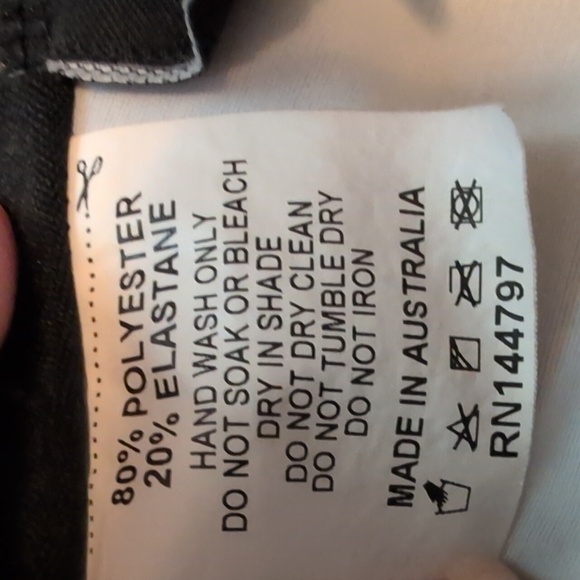 80% POLYESTER
20% ELASTANE
HAND WASH ONLY
DO NOT SOAK OR BLEACH
DRY IN SHADE
DO NOT DRY CLEAN
DO NOT TUMBLE DRY
DO NOT IRON
MADE IN AUSTRALIA
RN144797